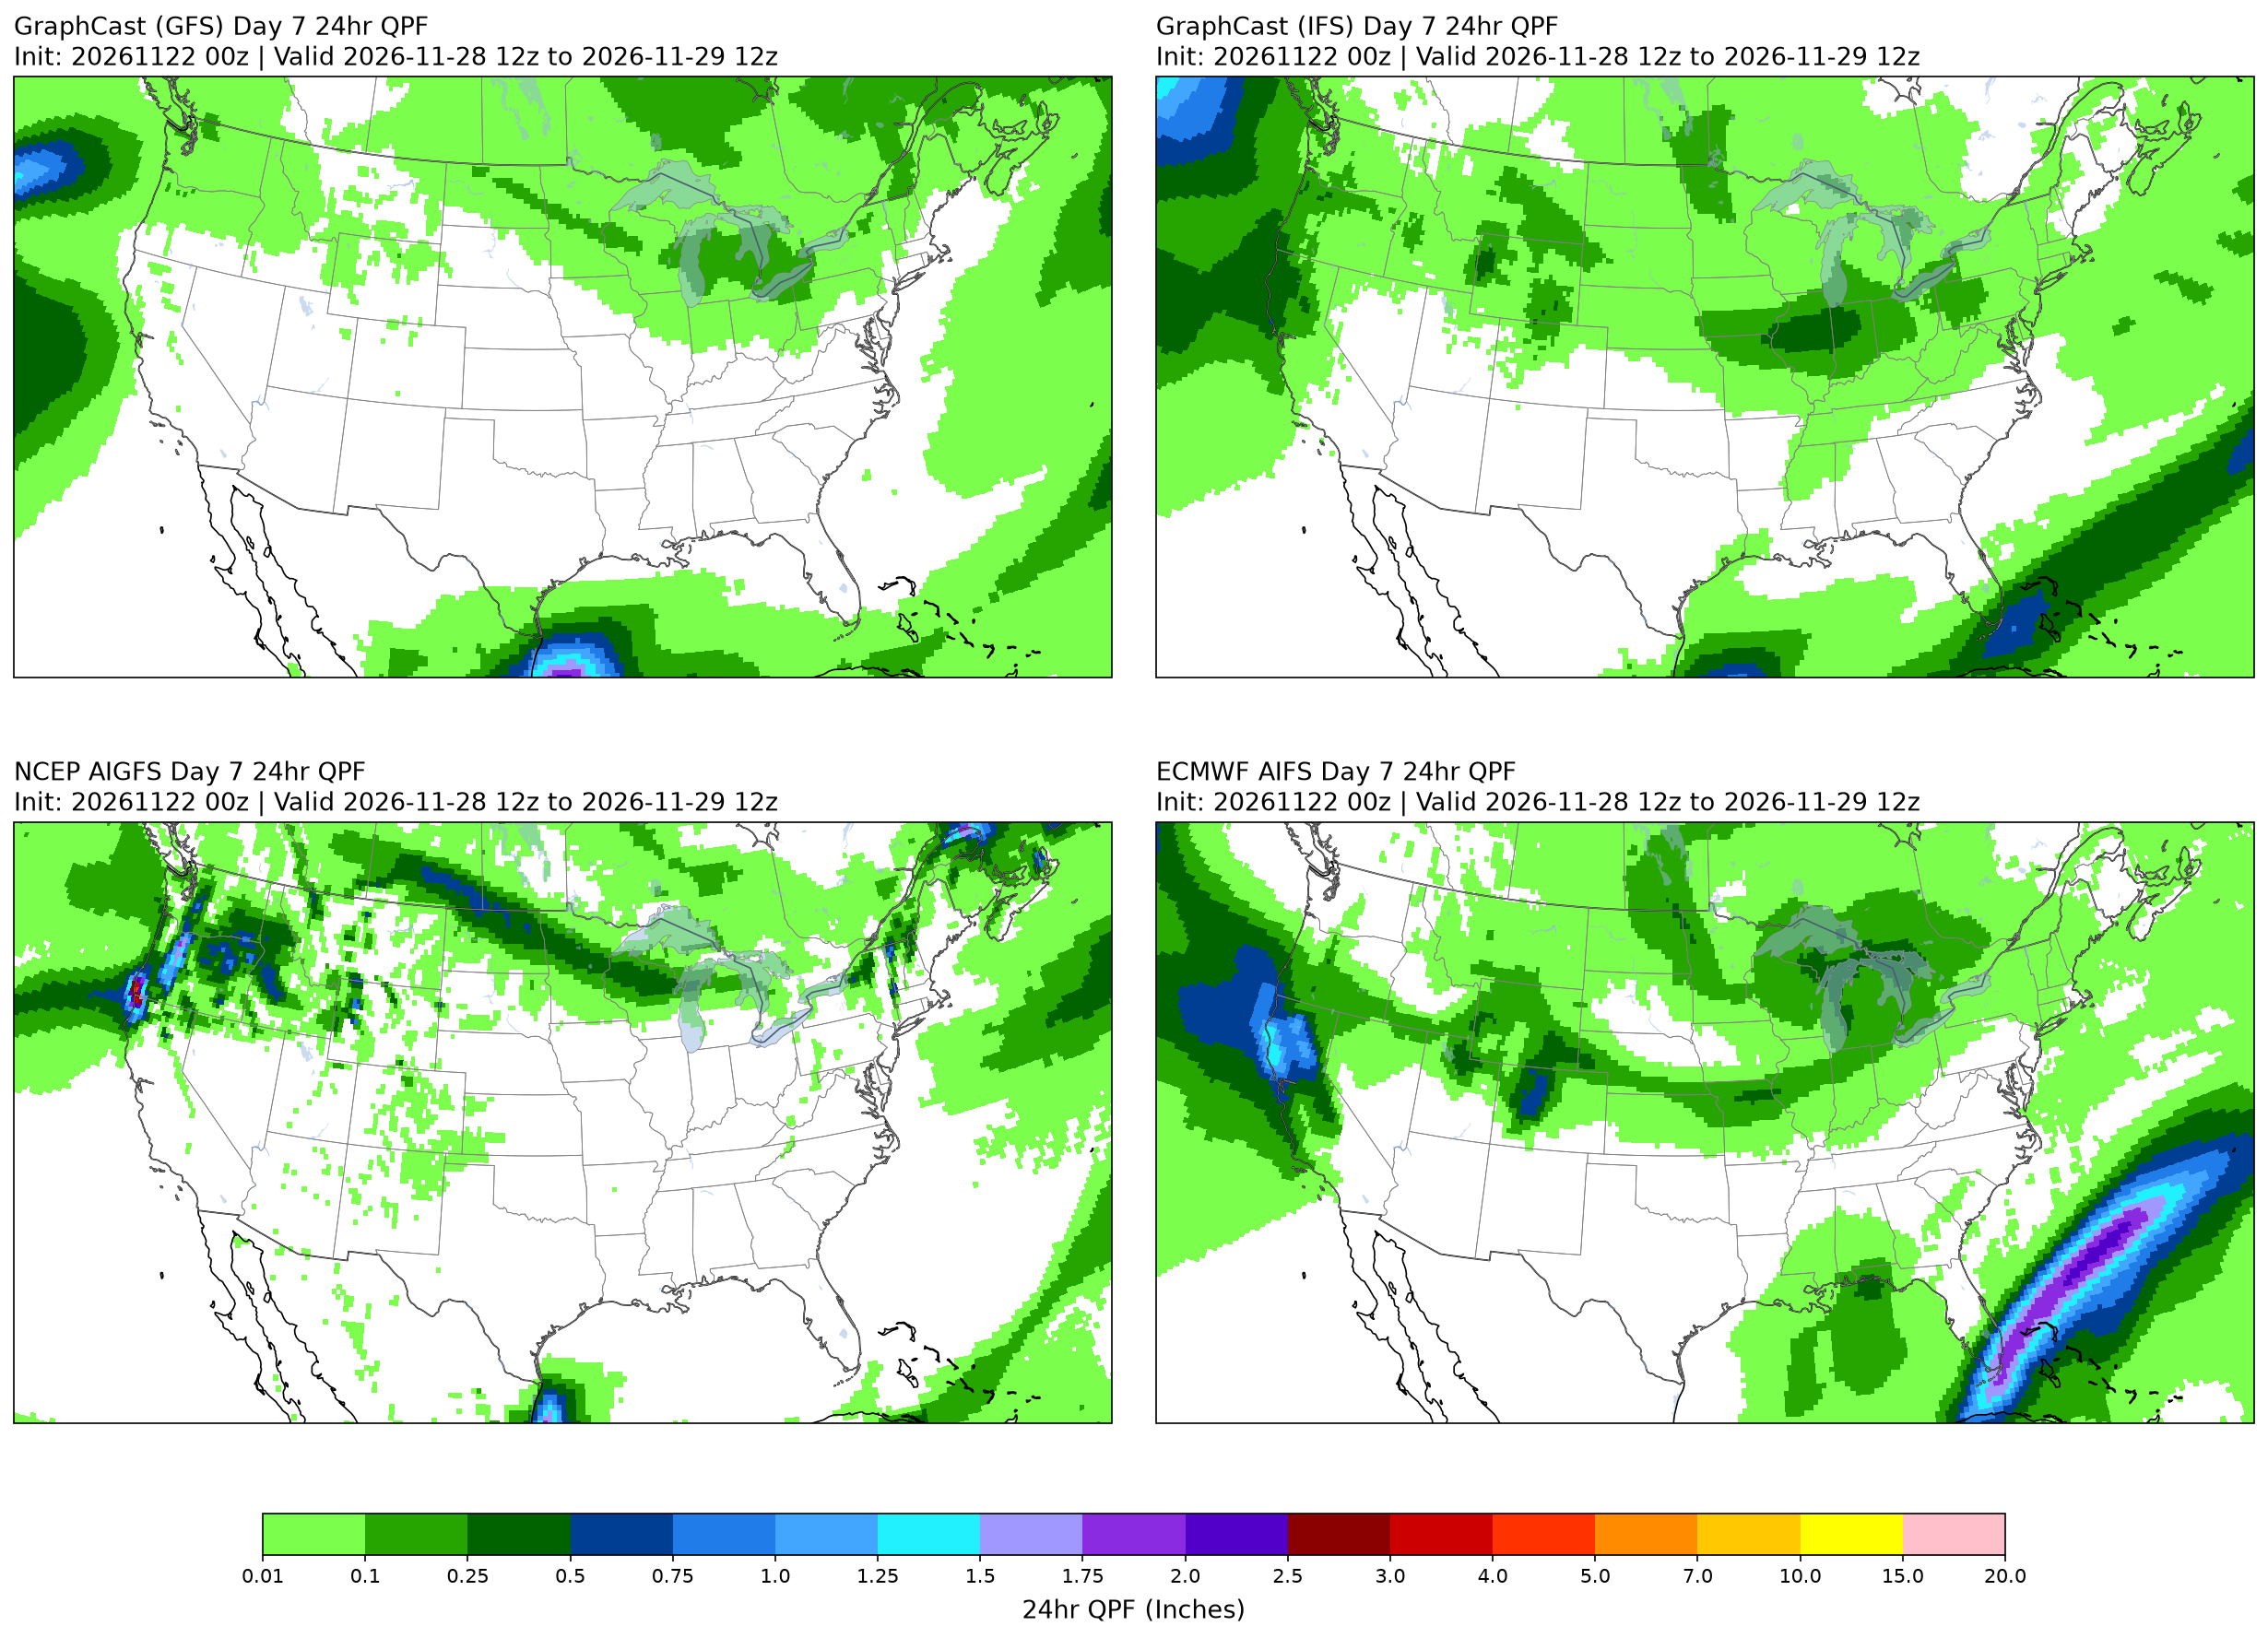 GraphCast (GFS) Day 7 24hr QPF
Init: 20261122 00z | Valid 2026-11-28 12z to 2026-11-29 12z
GraphCast (IFS) Day 7 24hr QPF
Init: 20261122 00z | Valid 2026-11-28 12z to 2026-11-29 12z
NCEP AIGFS Day 7 24hr QPF
Init: 20261122 00z | Valid 2026-11-28 12z to 2026-11-29 12z
ECMWF AIFS Day 7 24hr QPF
Init: 20261122 00z | Valid 2026-11-28 12z to 2026-11-29 12z
0.01 0.1 0.25 0.5 0.75 1.0 1.25 1.5 1.75 2.0 2.5 3.0 4.0 5.0 7.0 10.0 15.0 20.0
24hr QPF (Inches)